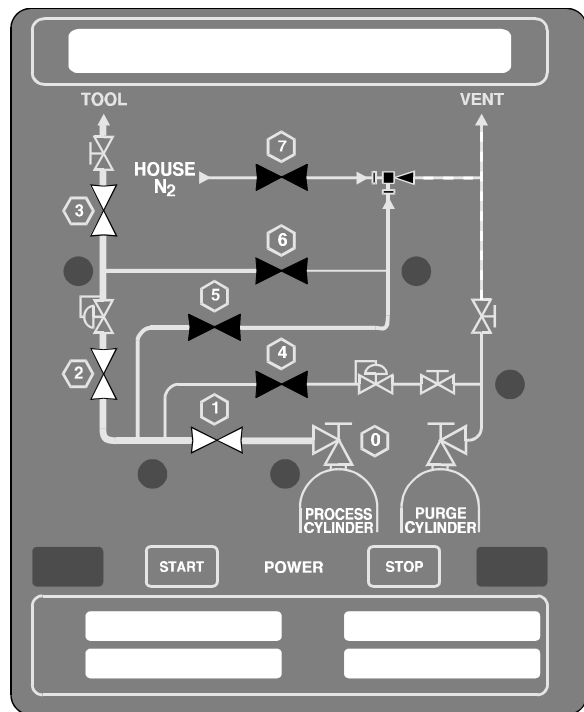 TOOL
VENT
7
HOUSE
N2
3
6
5
4
2
1
0
PROCESS
CYLINDER
PURGE
CYLINDER
START
POWER
STOP